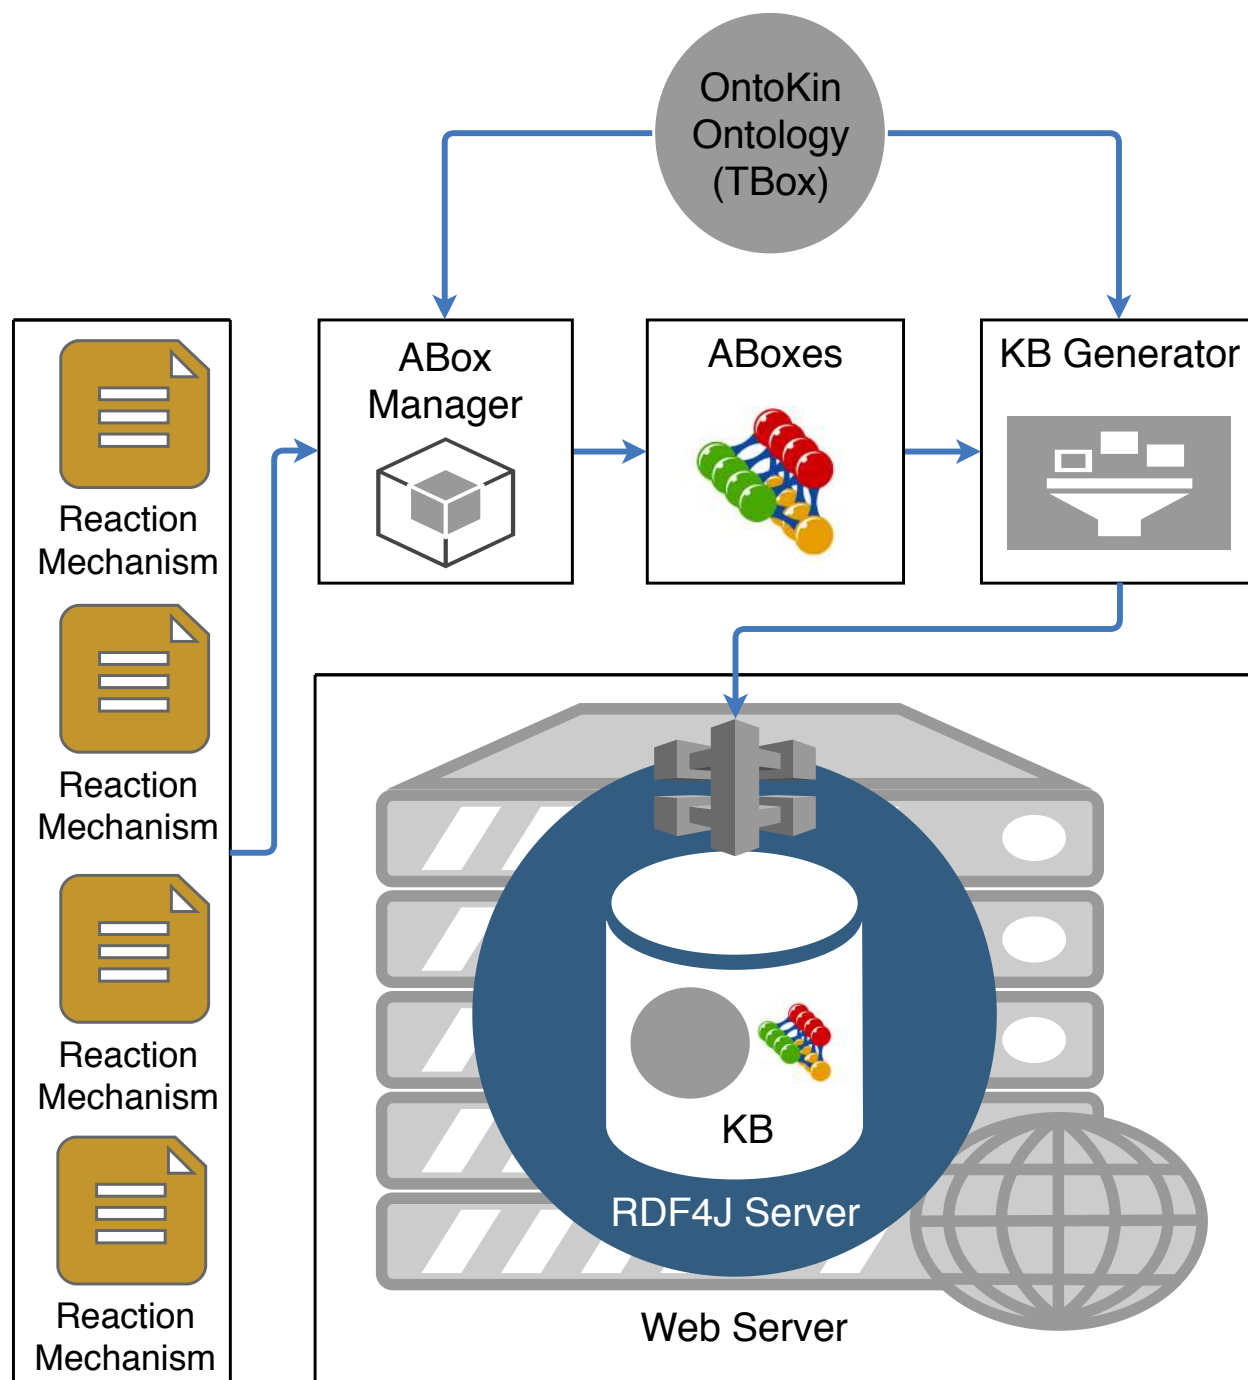 OntoKin
Ontology
(TBox)
ABox
Manager
ABoxes
KB Generator
Reaction
Mechanism
Reaction
Mechanism
Reaction
Mechanism
Reaction
Mechanism
KB
RDF4J Server
Web Server